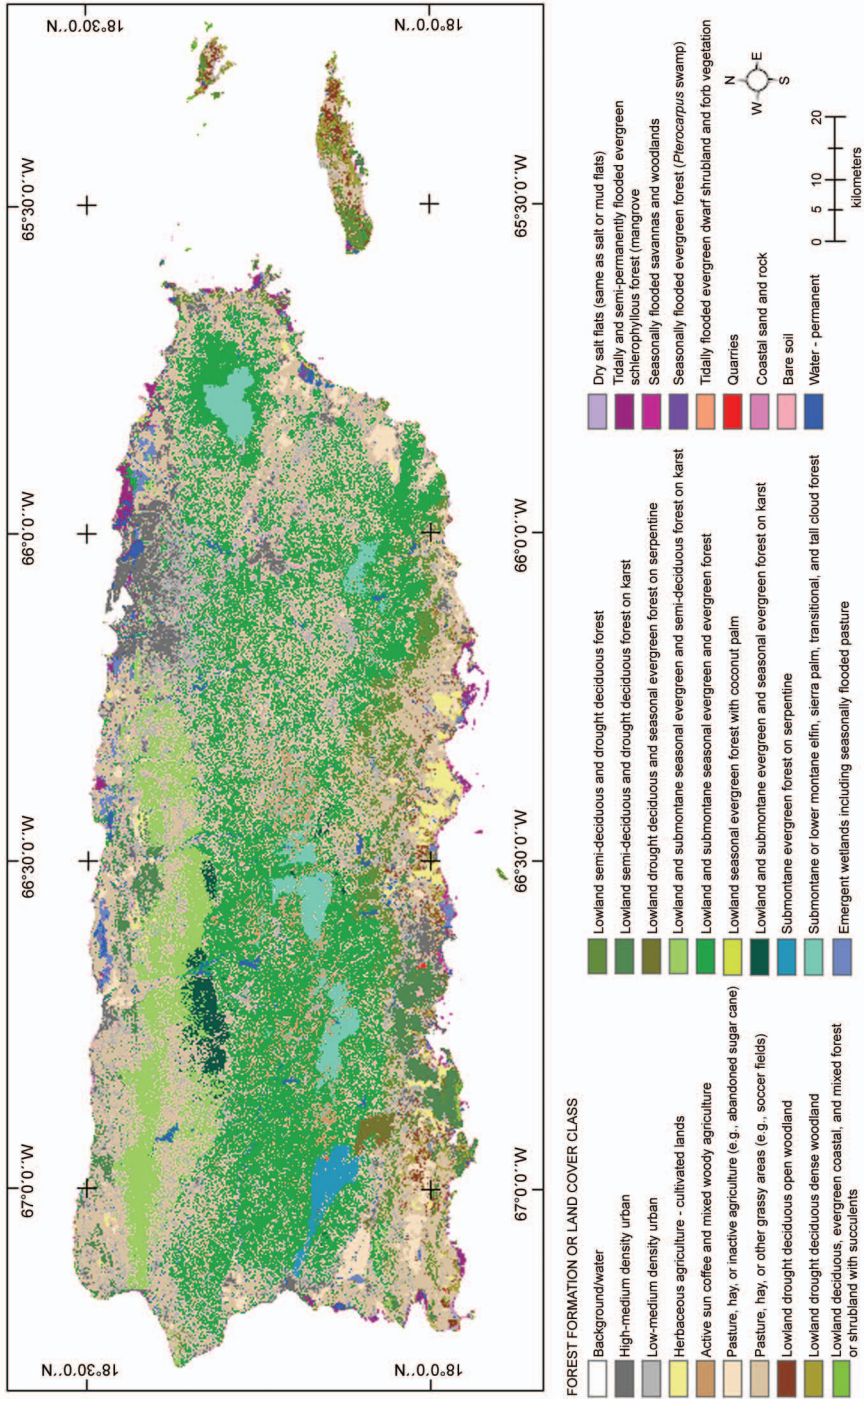 67°0'0"W
66°30'0"W
66°0'0"W
65°30'0"W
18°30'0"N
18°30'0"N
18°0'0"N
18°0'0"N
67°0'0"W
66°30'0"W
66°0'0"W
65°30'0"W
FOREST FORMATION OR LAND COVER CLASS
Background/water
High-medium density urban
Low-medium density urban
Herbaceous agriculture - cultivated lands
Active sun coffee and mixed woody agriculture
Pasture, hay, or inactive agriculture (e.g., abandoned sugar cane)
Pasture, hay, or other grassy areas (e.g., soccer fields)
Lowland drought deciduous open woodland
Lowland drought deciduous dense woodland
Lowland deciduous, evergreen coastal, and mixed forest
or shrubland with succulents
Lowland semi-deciduous and drought deciduous forest
Lowland semi-deciduous and drought deciduous forest on karst
Lowland drought deciduous and seasonal evergreen forest on serpentine
Lowland and submontane seasonal evergreen and semi-deciduous forest on karst
Lowland and submontane seasonal evergreen and evergreen forest
Lowland seasonal evergreen forest with coconut palm
Lowland and submontane evergreen and seasonal evergreen forest on karst
Submontane evergreen forest on serpentine
Submontane or lower montane elfin, sierra palm, transitional, and tall cloud forest
Emergent wetlands including seasonally flooded pasture
Dry salt flats (same as salt or mud flats)
Tidally and semi-permanently flooded evergreen
schlerophyllous forest (mangrove)
Seasonally flooded savannas and woodlands
Seasonally flooded evergreen forest (Pterocarpus swamp)
Tidally flooded evergreen dwarf shrubland and forb vegetation
Quarries
Coastal sand and rock
Bare soil
Water - permanent
N
W E
S
0 5 10 20
kilometers